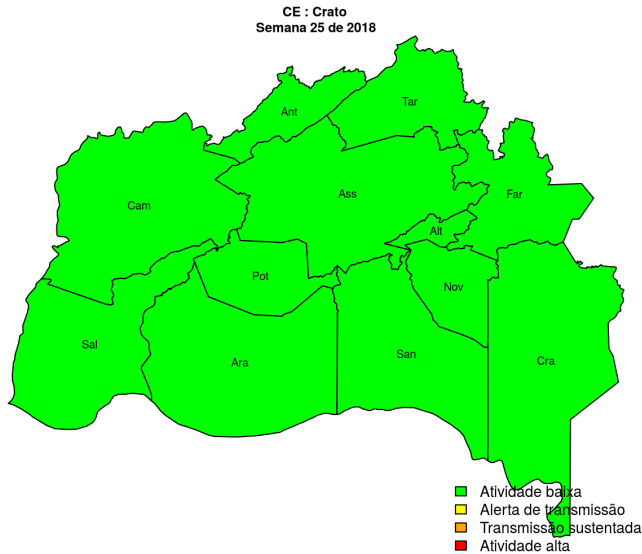 CE : Crato
Semana 25 de 2018
Tar
Ant
Ass
Far
Cam
Alt
Pot
Nov
Sal
San
Cra
Ara
Atividade baixa
Alerta de transmissão
Transmissão sustentada
Atividade alta